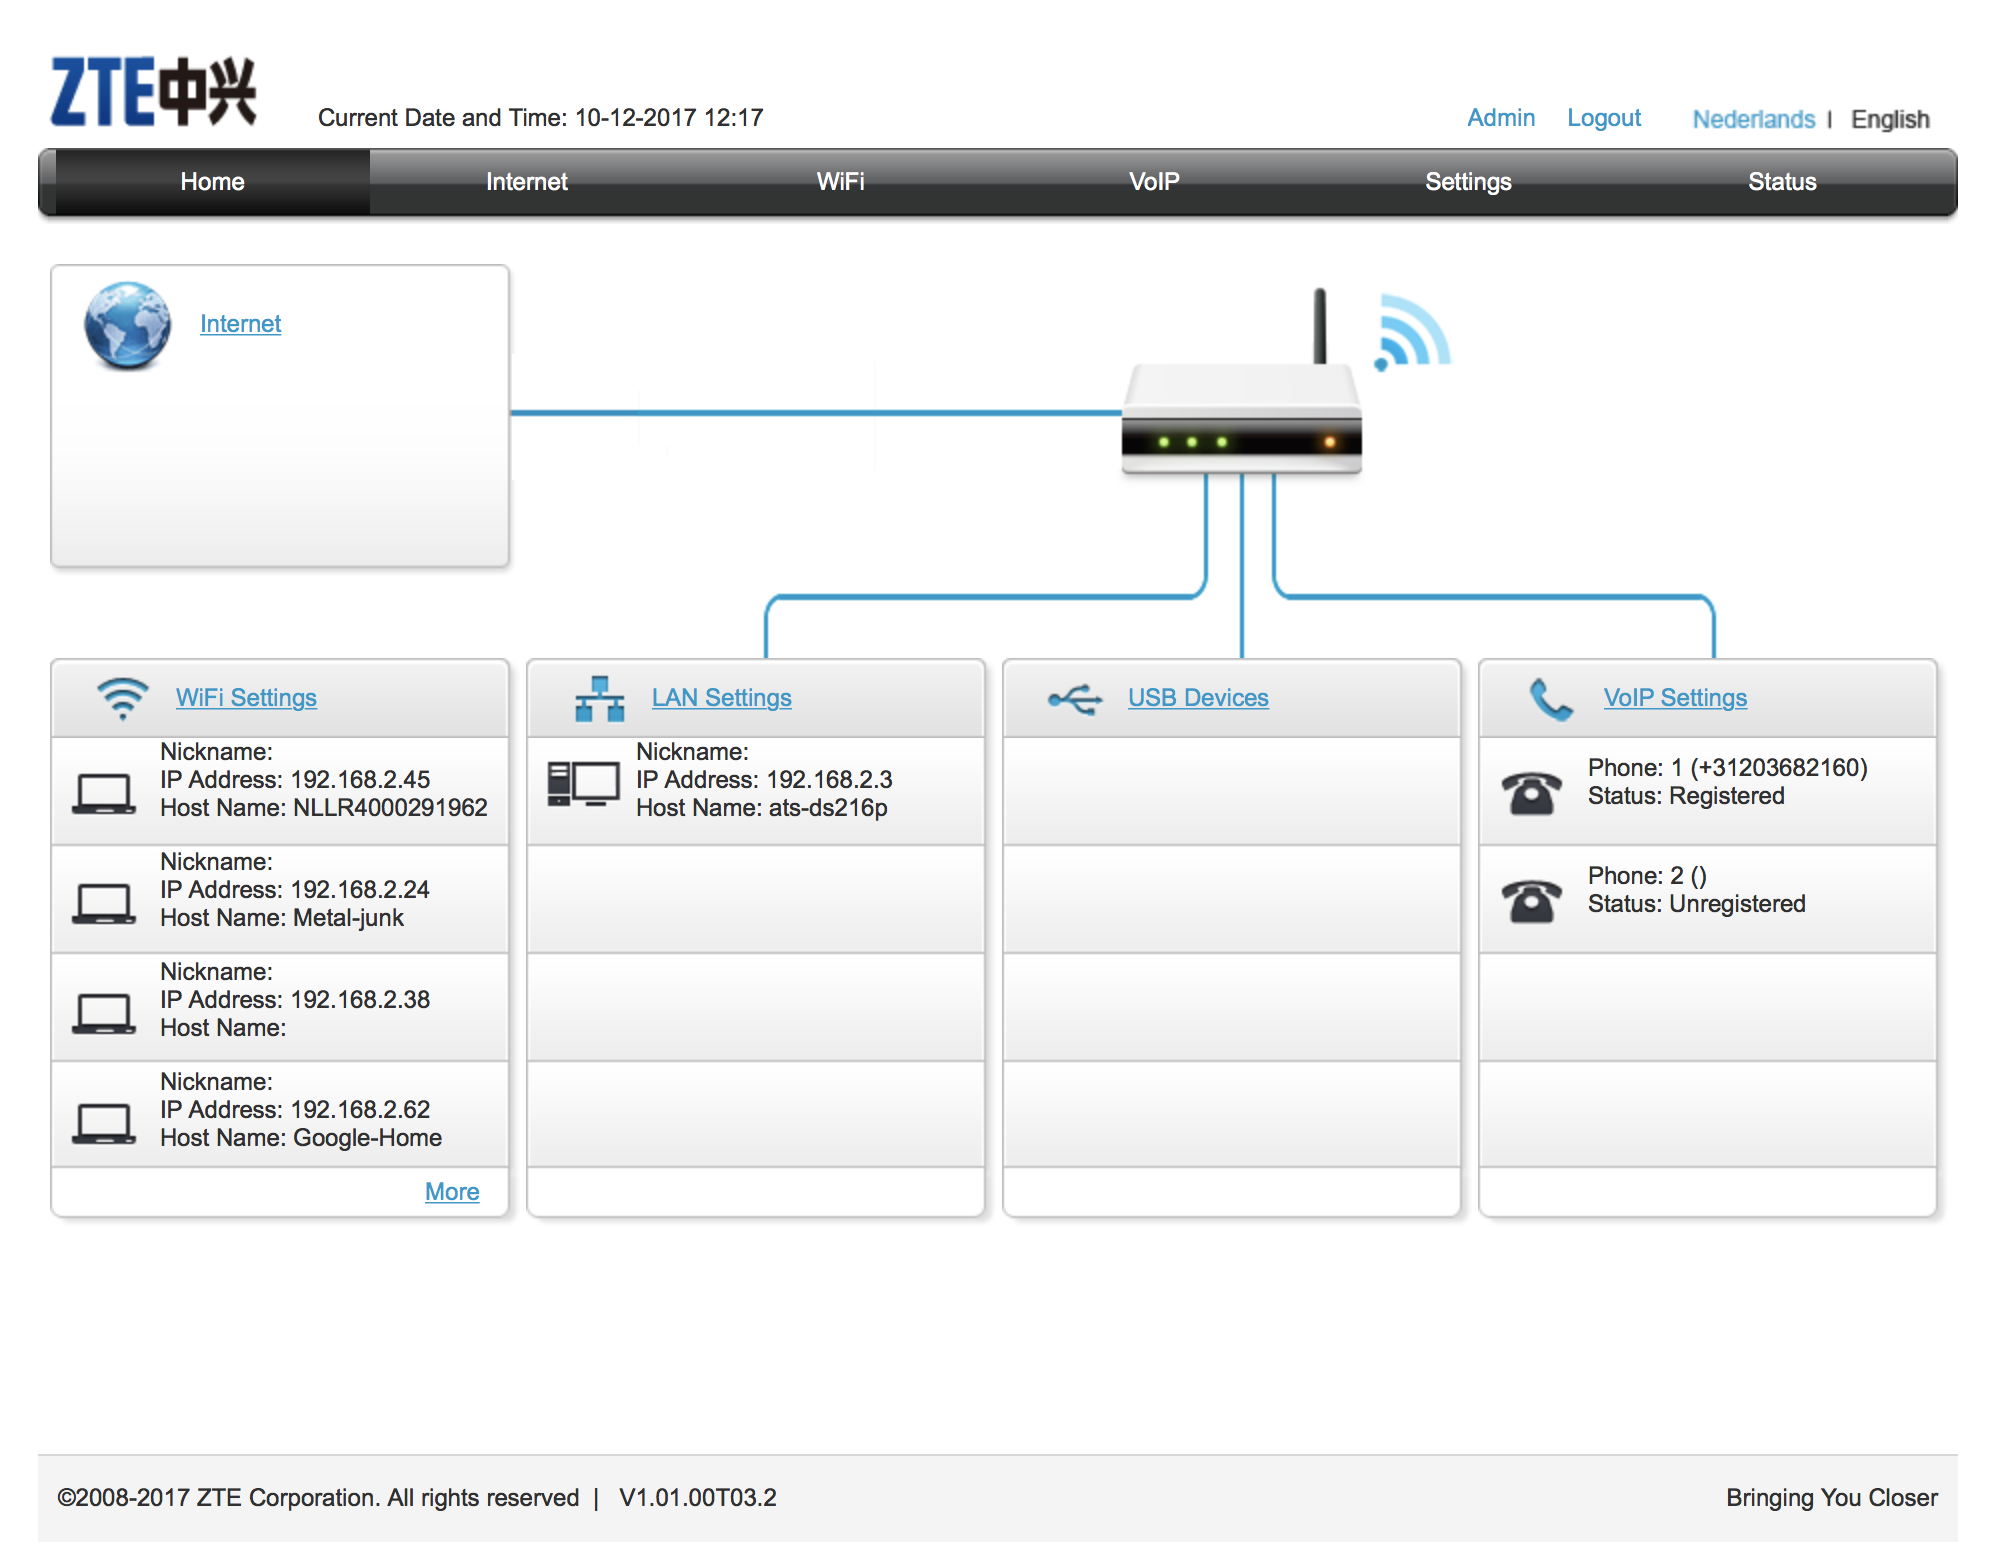 ZTE中兴
Current Date and Time: 10-12-2017 12:17
Admin Logout Nederlands | English
Home Internet WiFi VoIP Settings Status
Internet
WiFi Settings
Nickname:
IP Address: 192.168.2.45
Host Name: NLLR4000291962
Nickname:
IP Address: 192.168.2.24
Host Name: Metal-junk
Nickname:
IP Address: 192.168.2.38
Host Name:
Nickname:
IP Address: 192.168.2.62
Host Name: Google-Home
More
LAN Settings
Nickname:
IP Address: 192.168.2.3
Host Name: ats-ds216p
USB Devices
VoIP Settings
Phone: 1 (+31203682160)
Status: Registered
Phone: 2 ()
Status: Unregistered
©2008-2017 ZTE Corporation. All rights reserved | V1.01.00T03.2
Bringing You Closer